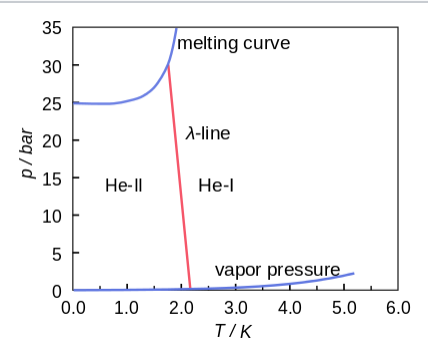 35
melting curve
30
25
20
λ-line
p / bar
15
He-II
He-I
10
5
vapor pressure
0
0.0 1.0 2.0 3.0 4.0 5.0 6.0
T / K